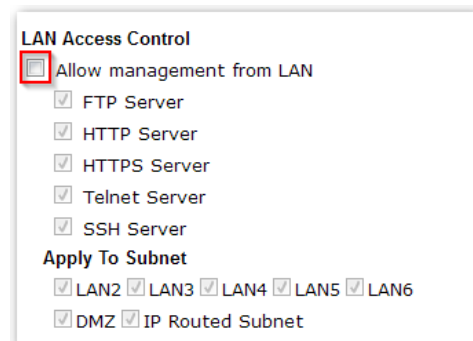 LAN Access Control
Allow management from LAN
FTP Server
HTTP Server
HTTPS Server
Telnet Server
SSH Server
Apply To Subnet
LAN2 LAN3 LAN4 LAN5 LAN6
DMZ IP Routed Subnet